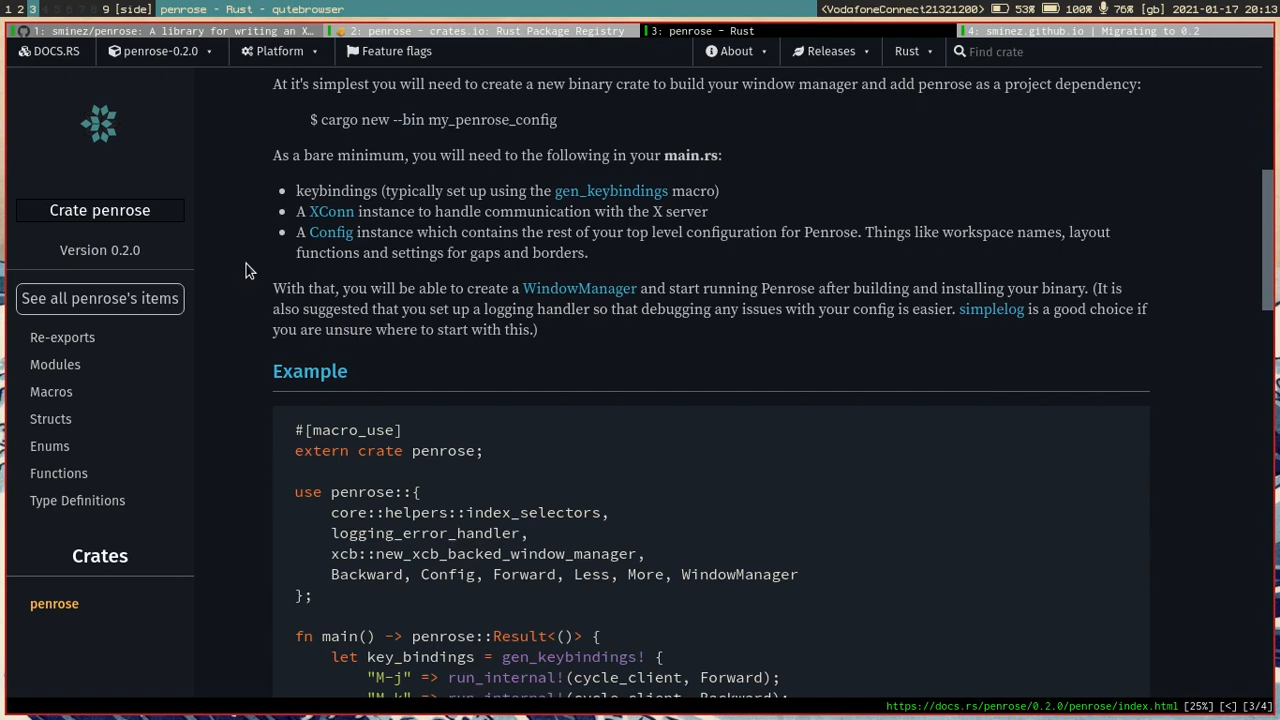 1 2 3 4 5 6 7 8 9 [side] penrose - Rust - qutebrowser <VodafoneConnect21321200> 53% 100% 76% [gb] 2021-01-17 20:13
1: sminez/penrose: A library for writing an X... 2: penrose - crates.io: Rust Package Registry 3: penrose - Rust 4: sminez.github.io | Migrating to 0.2
DOCS.RS penrose-0.2.0 Platform Feature flags About Releases Rust Find crate
At it's simplest you will need to create a new binary crate to build your window manager and add penrose as a project dependency:
$ cargo new --bin my_penrose_config
As a bare minimum, you will need to the following in your main.rs:
keybindings (typically set up using the gen_keybindings macro)
A XConn instance to handle communication with the X server
A Config instance which contains the rest of your top level configuration for Penrose. Things like workspace names, layout
functions and settings for gaps and borders.
With that, you will be able to create a WindowManager and start running Penrose after building and installing your binary. (It is
also suggested that you set up a logging handler so that debugging any issues with your config is easier. simplelog is a good choice if
you are unsure where to start with this.)
Example
#[macro_use]
extern crate penrose;
use penrose::{
core::helpers::index_selectors,
logging_error_handler,
xcb::new_xcb_backed_window_manager,
Backward, Config, Forward, Less, More, WindowManager
};
fn main() -> penrose::Result<()> {
let key_bindings = gen_keybindings! {
"M-j" => run_internal!(cycle_client, Forward);
"M-k" => run_internal!(cycle_client, Backward);
Crate penrose
Version 0.2.0
See all penrose's items
Re-exports
Modules
Macros
Structs
Enums
Functions
Type Definitions
Crates
penrose
https://docs.rs/penrose/0.2.0/penrose/index.html [25%] [<] [3/4]